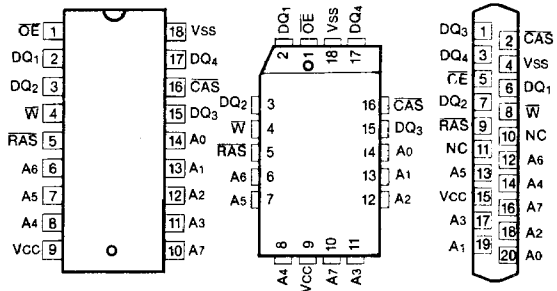 OE 1 18 VSS
DQ1 2 17 DQ4
DQ2 3 16 CAS
W 4 15 DQ3
RAS 5 14 A0
A6 6 13 A1
A5 7 12 A2
A4 8 11 A3
VCC 9 10 A7
DQ1 OE VSS DQ4
2 1 18 17
DQ2 3 16 CAS
W 4 15 DQ3
RAS 5 14 A0
A6 6 13 A1
A5 7 12 A2
8 9 10 11
A4 VCC A7 A3
DQ3 1
2 CAS
DQ4 3
4 VSS
OE 5
6 DQ1
DQ2 7
8 W
RAS 9
10 NC
NC 11
12 A6
A5 13
14 A4
VCC 15
16 A7
A3 17
18 A2
A1 19
20 A0